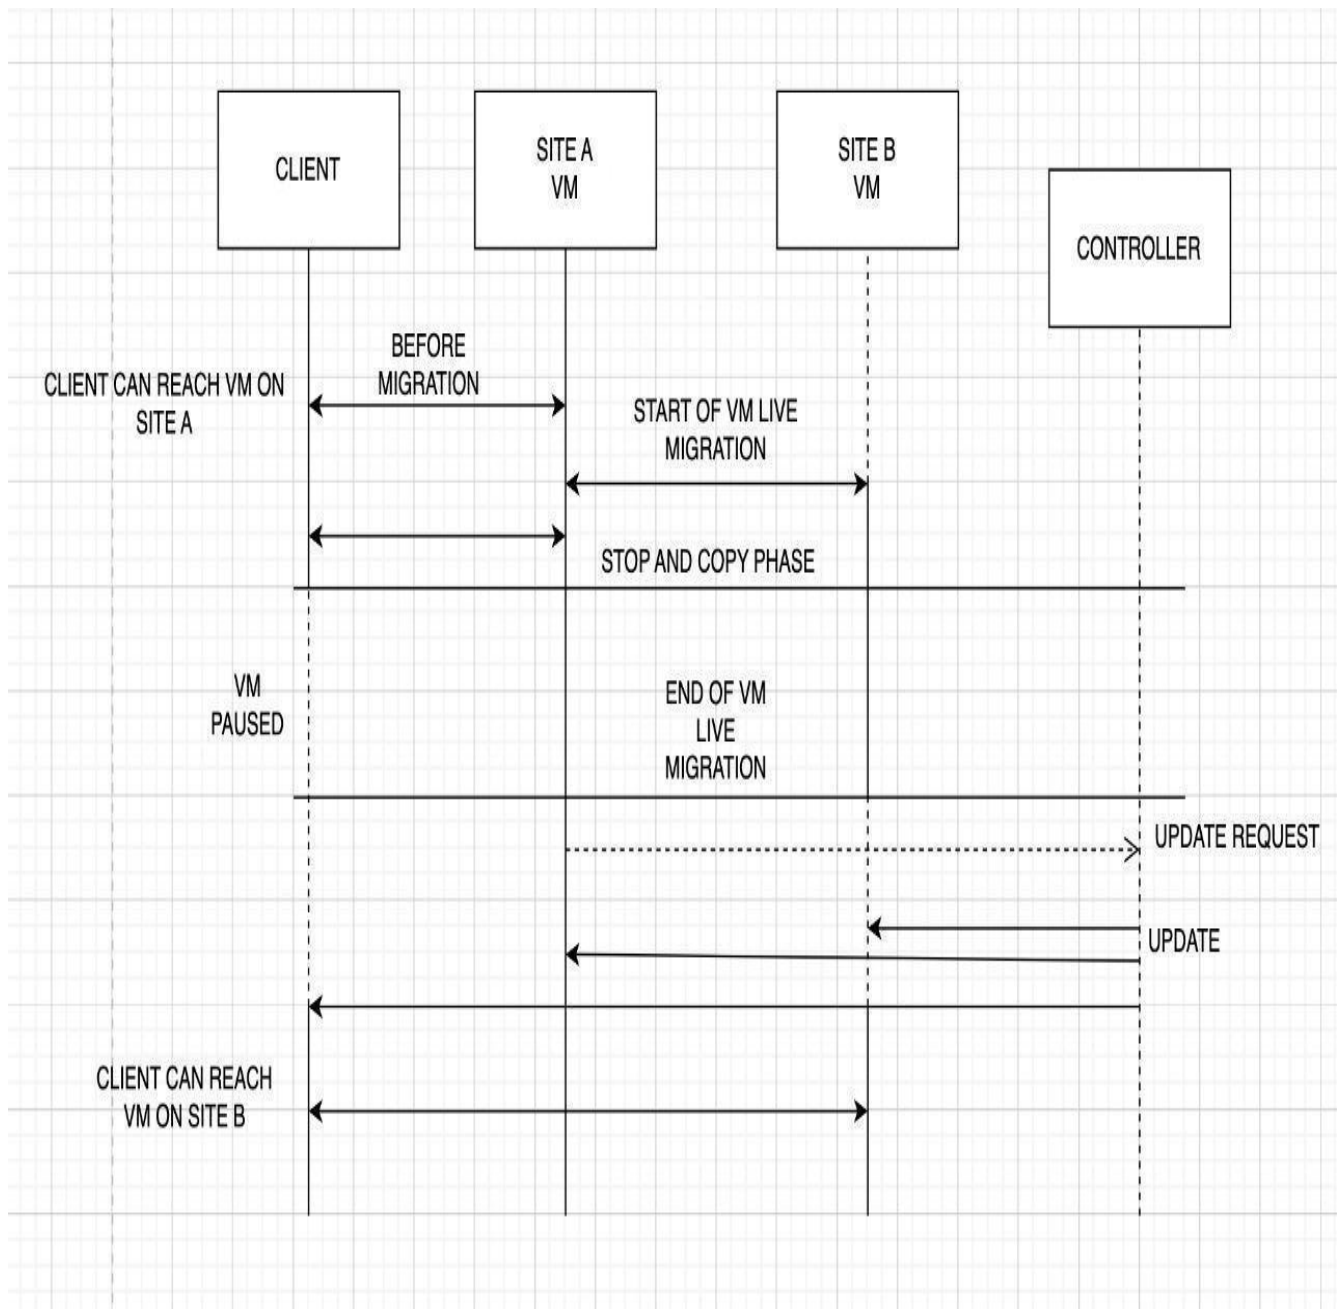 CLIENT
SITE A
VM
SITE B
VM
CONTROLLER
BEFORE
MIGRATION
CLIENT CAN REACH VM ON
SITE A
START OF VM LIVE
MIGRATION
STOP AND COPY PHASE
VM
PAUSED
END OF VM
LIVE
MIGRATION
UPDATE REQUEST
UPDATE
CLIENT CAN REACH
VM ON SITE B